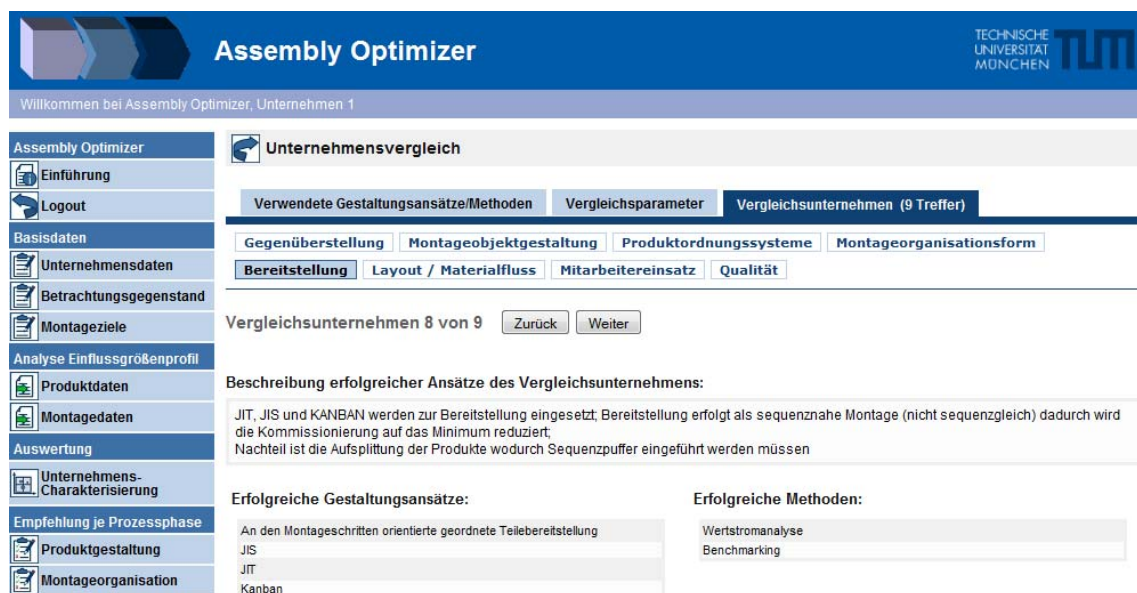 Assembly Optimizer
TECHNISCHE
UNIVERSITÄT
MÜNCHEN
TUM
Willkommen bei Assembly Optimizer, Unternehmen 1
Assembly Optimizer
Einführung
Logout
Basisdaten
Unternehmensdaten
Betrachtungsgegenstand
Montageziele
Analyse Einflussgrößenprofil
Produktdaten
Montagedaten
Auswertung
Unternehmens-
Charakterisierung
Empfehlung je Prozessphase
Produktgestaltung
Montageorganisation
Unternehmensvergleich
Verwendete Gestaltungsansätze/Methoden Vergleichsparameter Vergleichsunternehmen (9 Treffer)
Gegenüberstellung Montageobjektgestaltung Produktordnungssysteme Montageorganisationsform
Bereitstellung Layout / Materialfluss Mitarbeitereinsatz Qualität
Vergleichsunternehmen 8 von 9 Zurück Weiter
Beschreibung erfolgreicher Ansätze des Vergleichsunternehmens:
JIT, JIS und KANBAN werden zur Bereitstellung eingesetzt; Bereitstellung erfolgt als sequenznahe Montage (nicht sequenzgleich) dadurch wird
die Kommissionierung auf das Minimum reduziert;
Nachteil ist die Aufsplittung der Produkte wodurch Sequenzpuffer eingeführt werden müssen
Erfolgreiche Gestaltungsansätze:
An den Montageschritten orientierte geordnete Teilebereitstellung
JIS
JIT
Kanban
Erfolgreiche Methoden:
Wertstromanalyse
Benchmarking